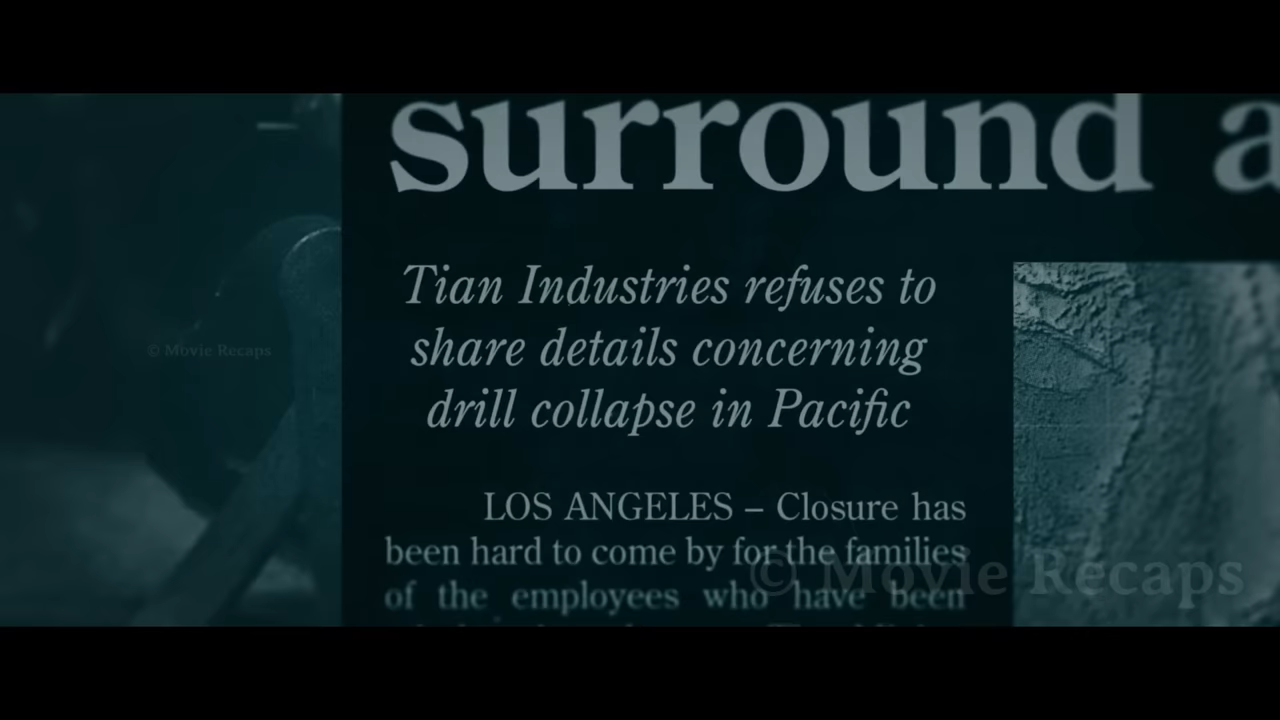 surround a
Tian Industries refuses to
share details concerning
drill collapse in Pacific
LOS ANGELES – Closure has
been hard to come by for the families
of the employees who have been
© Movie Recaps
© Movie Recaps